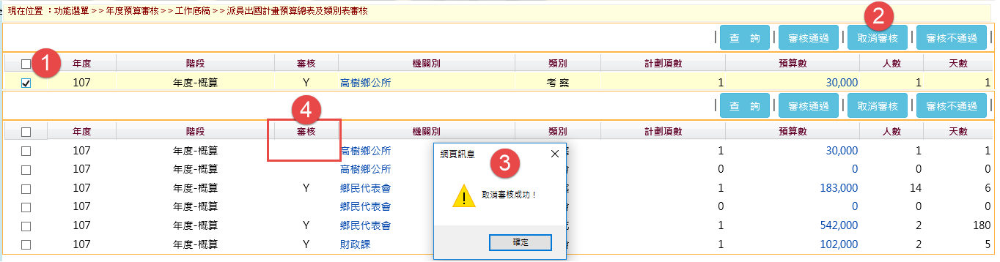 現在位置 ：功能選單 > > 年度預算審核 > > 工作底稿 > > 派員出國計畫預算總表及類別表審核
2
| 查 詢 | 審核通過 | 取消審核 | 審核不通過 |
1 年度 階段 審核 機關別 類別 計劃項數 預算數 人數 天數
107 年度-概算 Y 高樹鄉公所 考 察 1 30,000 1 1
| 查 詢 | 審核通過 | 取消審核 | 審核不通過 |
4
年度 階段 審核 機關別 類別 計劃項數 預算數 人數 天數
107 年度-概算 高樹鄉公所 1 30,000 1 1
107 年度-概算 高樹鄉公所 0 0 0 0
107 年度-概算 Y 鄉民代表會 1 183,000 14 6
107 年度-概算 鄉民代表會 0 0 0 0
107 年度-概算 Y 鄉民代表會 1 542,000 2 180
107 年度-概算 Y 財政課 1 102,000 2 5
網頁訊息
3
取消審核成功！
確定